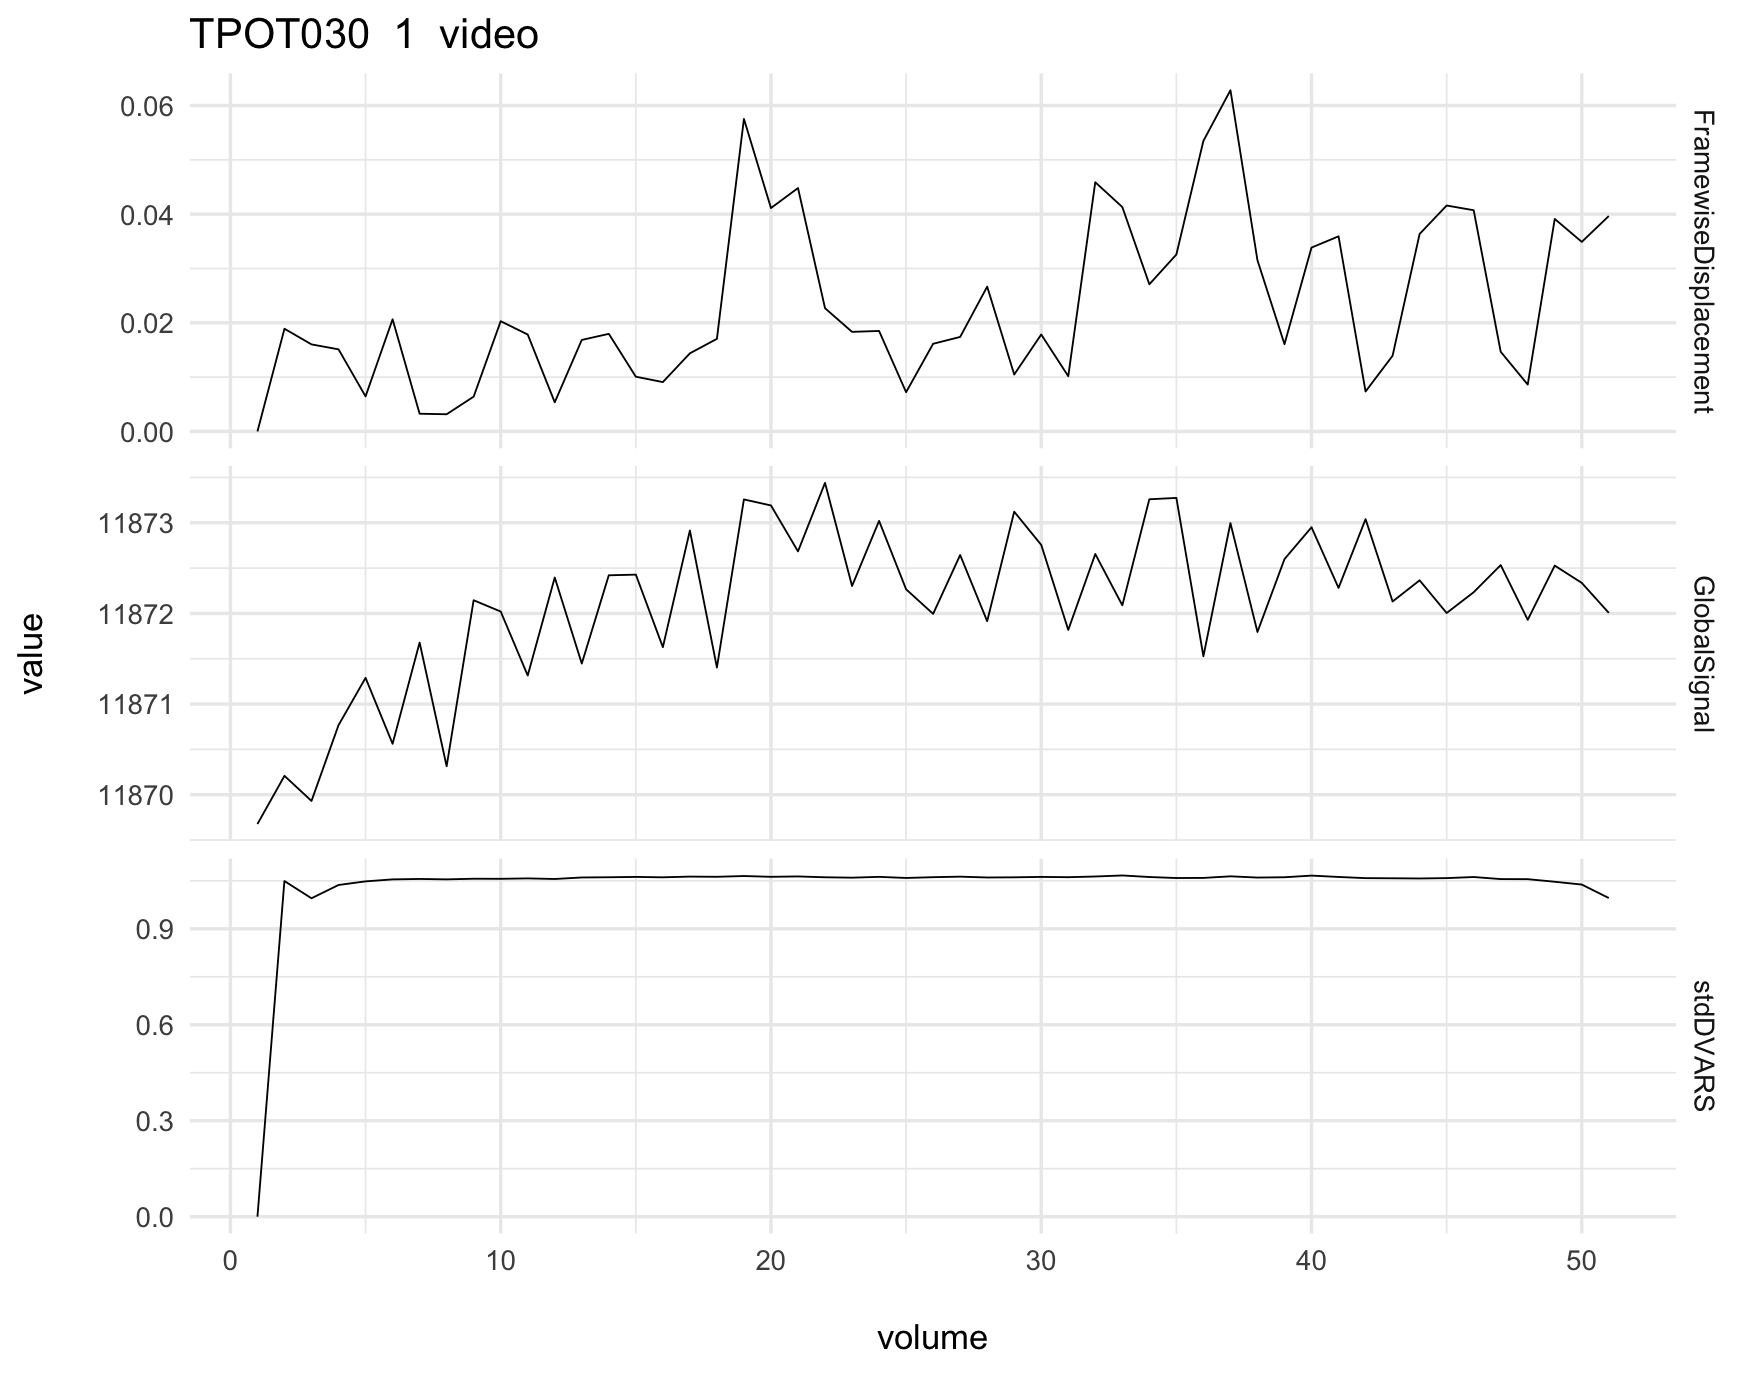 TPOT030 1 video
0.06
0.04
0.02
0.00
FramewiseDisplacement
11873
11872
11871
11870
GlobalSignal
0.9
0.6
0.3
0.0
stdDVARS
value
0 10 20 30 40 50
volume